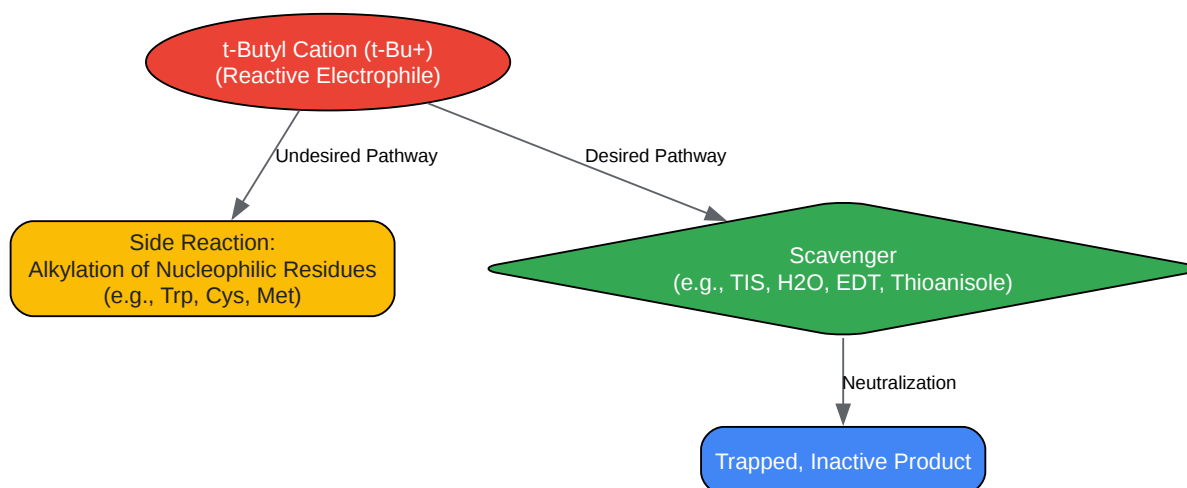 t-Butyl Cation (t-Bu+)
(Reactive Electrophile)
Undesired Pathway
Desired Pathway
Side Reaction:
Alkylation of Nucleophilic Residues
(e.g., Trp, Cys, Met)
Scavenger
(e.g., TIS, H2O, EDT, Thioanisole)
Neutralization
Trapped, Inactive Product